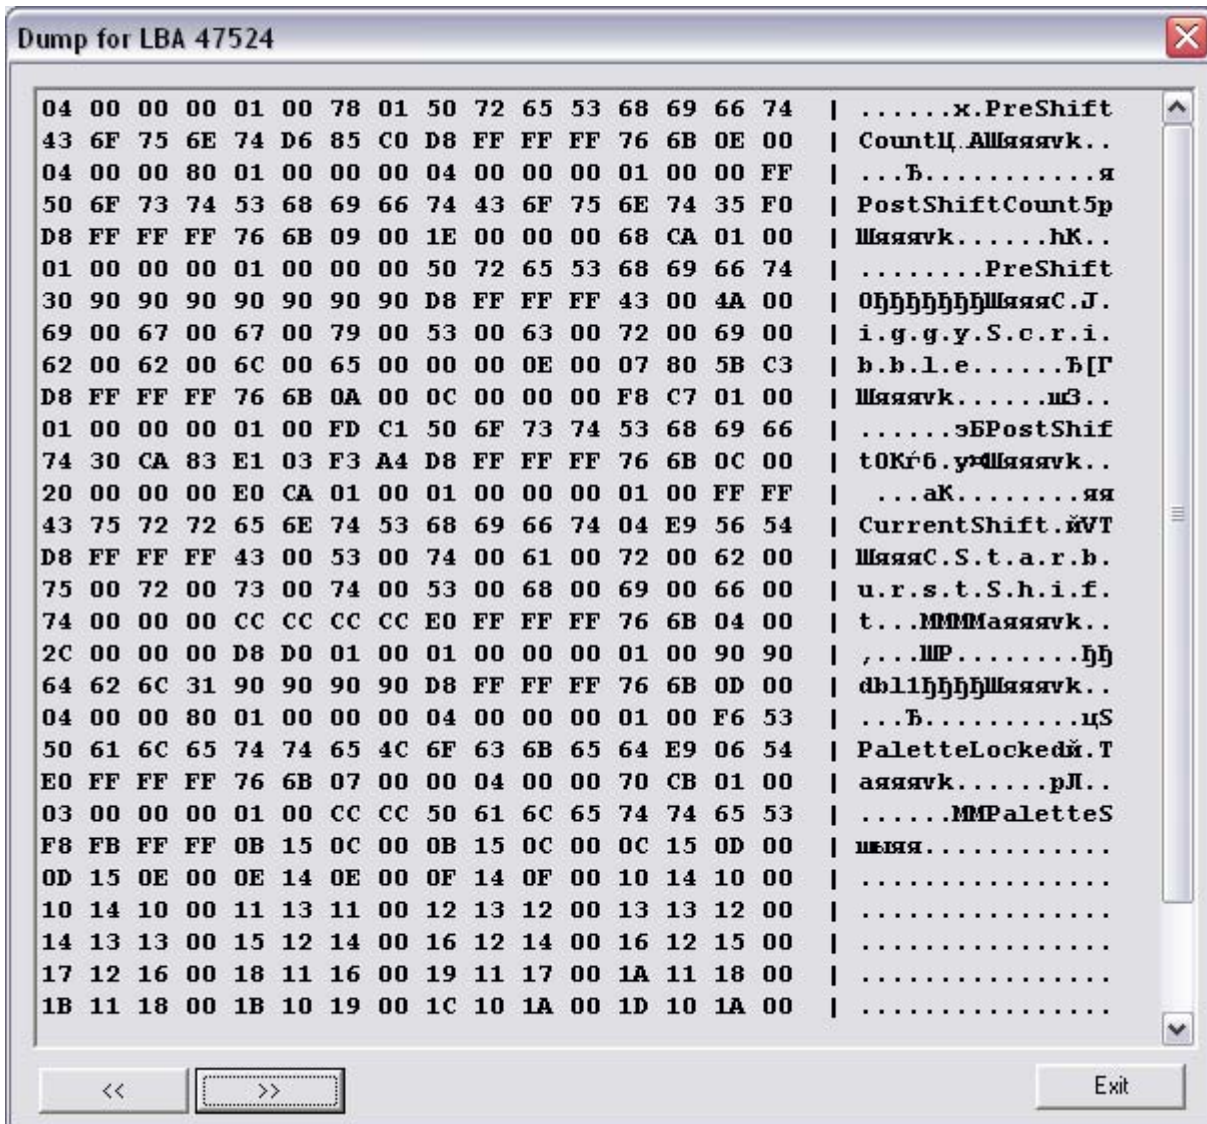 Dump for LBA 47524
04 00 00 00 01 00 78 01 50 72 65 53 68 69 66 74 | ......x.PreShift
43 6F 75 6E 74 D6 85 C0 D8 FF FF FF 76 6B 0E 00 | CountЦ.АШяяяvk..
04 00 00 80 01 00 00 00 04 00 00 00 01 00 00 FF | ...Ђ...........я
50 6F 73 74 53 68 69 66 74 43 6F 75 6E 74 35 F0 | PostShiftCount5р
D8 FF FF FF 76 6B 09 00 1E 00 00 00 68 CA 01 00 | Шяяяvk......hК..
01 00 00 00 01 00 00 00 50 72 65 53 68 69 66 74 | ........PreShift
30 90 90 90 90 90 90 90 D8 FF FF FF 43 00 4A 00 | 0ђђђђђђђШяяяC.J.
69 00 67 00 67 00 79 00 53 00 63 00 72 00 69 00 | i.g.g.y.S.c.r.i.
62 00 62 00 6C 00 65 00 00 00 0E 00 07 80 5B C3 | b.b.l.e......Ђ[Г
D8 FF FF FF 76 6B 0A 00 0C 00 00 00 F8 C7 01 00 | Шяяяvk......шЗ..
01 00 00 00 01 00 FD C1 50 6F 73 74 53 68 69 66 | ......эБPostShif
74 30 CA 83 E1 03 F3 A4 D8 FF FF FF 76 6B 0C 00 | t0Кѓб.у¤Шяяяvk..
20 00 00 00 E0 CA 01 00 01 00 00 00 01 00 FF FF |  ...аК........яя
43 75 72 72 65 6E 74 53 68 69 66 74 04 E9 56 54 | CurrentShift.йVT
D8 FF FF FF 43 00 53 00 74 00 61 00 72 00 62 00 | ШяяяC.S.t.a.r.b.
75 00 72 00 73 00 74 00 53 00 68 00 69 00 66 00 | u.r.s.t.S.h.i.f.
74 00 00 00 CC CC CC CC E0 FF FF FF 76 6B 04 00 | t...ММММаяяяvk..
2C 00 00 00 D8 D0 01 00 01 00 00 00 01 00 90 90 | ,...ШР........ђђ
64 62 6C 31 90 90 90 90 D8 FF FF FF 76 6B 0D 00 | dbl1ђђђђШяяяvk..
04 00 00 80 01 00 00 00 04 00 00 00 01 00 F6 53 | ...Ђ..........цS
50 61 6C 65 74 74 65 4C 6F 63 6B 65 64 E9 06 54 | PaletteLockedй.T
E0 FF FF FF 76 6B 07 00 00 04 00 00 70 CB 01 00 | аяяяvk......pЛ..
03 00 00 00 01 00 CC CC 50 61 6C 65 74 74 65 53 | ......ММPaletteS
F8 FB FF FF 0B 15 0C 00 0B 15 0C 00 0C 15 0D 00 | шыяя............
0D 15 0E 00 0E 14 0E 00 0F 14 0F 00 10 14 10 00 | ................
10 14 10 00 11 13 11 00 12 13 12 00 13 13 12 00 | ................
14 13 13 00 15 12 14 00 16 12 14 00 16 12 15 00 | ................
17 12 16 00 18 11 16 00 19 11 17 00 1A 11 18 00 | ................
1B 11 18 00 1B 10 19 00 1C 10 1A 00 1D 10 1A 00 | ................
<< >> Exit